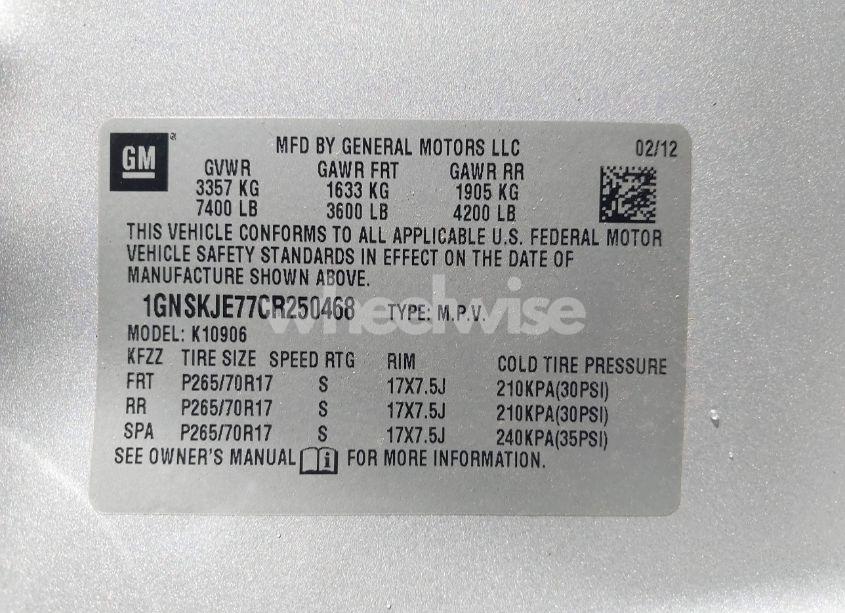 GM
MFD BY GENERAL MOTORS LLC 02/12
GVWR GAWR FRT GAWR RR
3357 KG 1633 KG 1905 KG
7400 LB 3600 LB 4200 LB
THIS VEHICLE CONFORMS TO ALL APPLICABLE U.S. FEDERAL MOTOR
VEHICLE SAFETY STANDARDS IN EFFECT ON THE DATE OF
MANUFACTURE SHOWN ABOVE.
1GNSKJE77CR250468 TYPE: M.P.V.
wheelwise
MODEL: K10906
KFZZ TIRE SIZE SPEED RTG RIM COLD TIRE PRESSURE
FRT P265/70R17 S 17X7.5J 210KPA(30PSI)
RR P265/70R17 S 17X7.5J 210KPA(30PSI)
SPA P265/70R17 S 17X7.5J 240KPA(35PSI)
SEE OWNER'S MANUAL i FOR MORE INFORMATION.